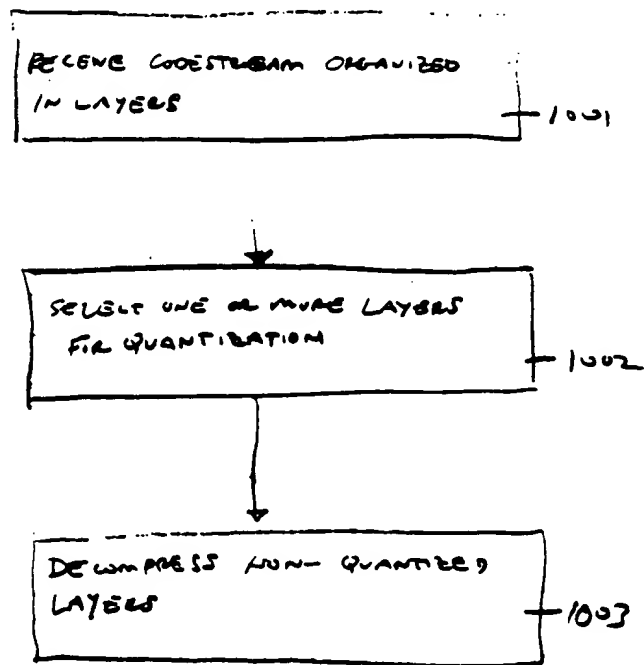 RECEIVE CODESTREAM ORGANIZED
IN LAYERS
1001
SELECT ONE OR MORE LAYERS
FOR QUANTIZATION
1002
DECOMPRESS NON-QUANTIZED
LAYERS
1003